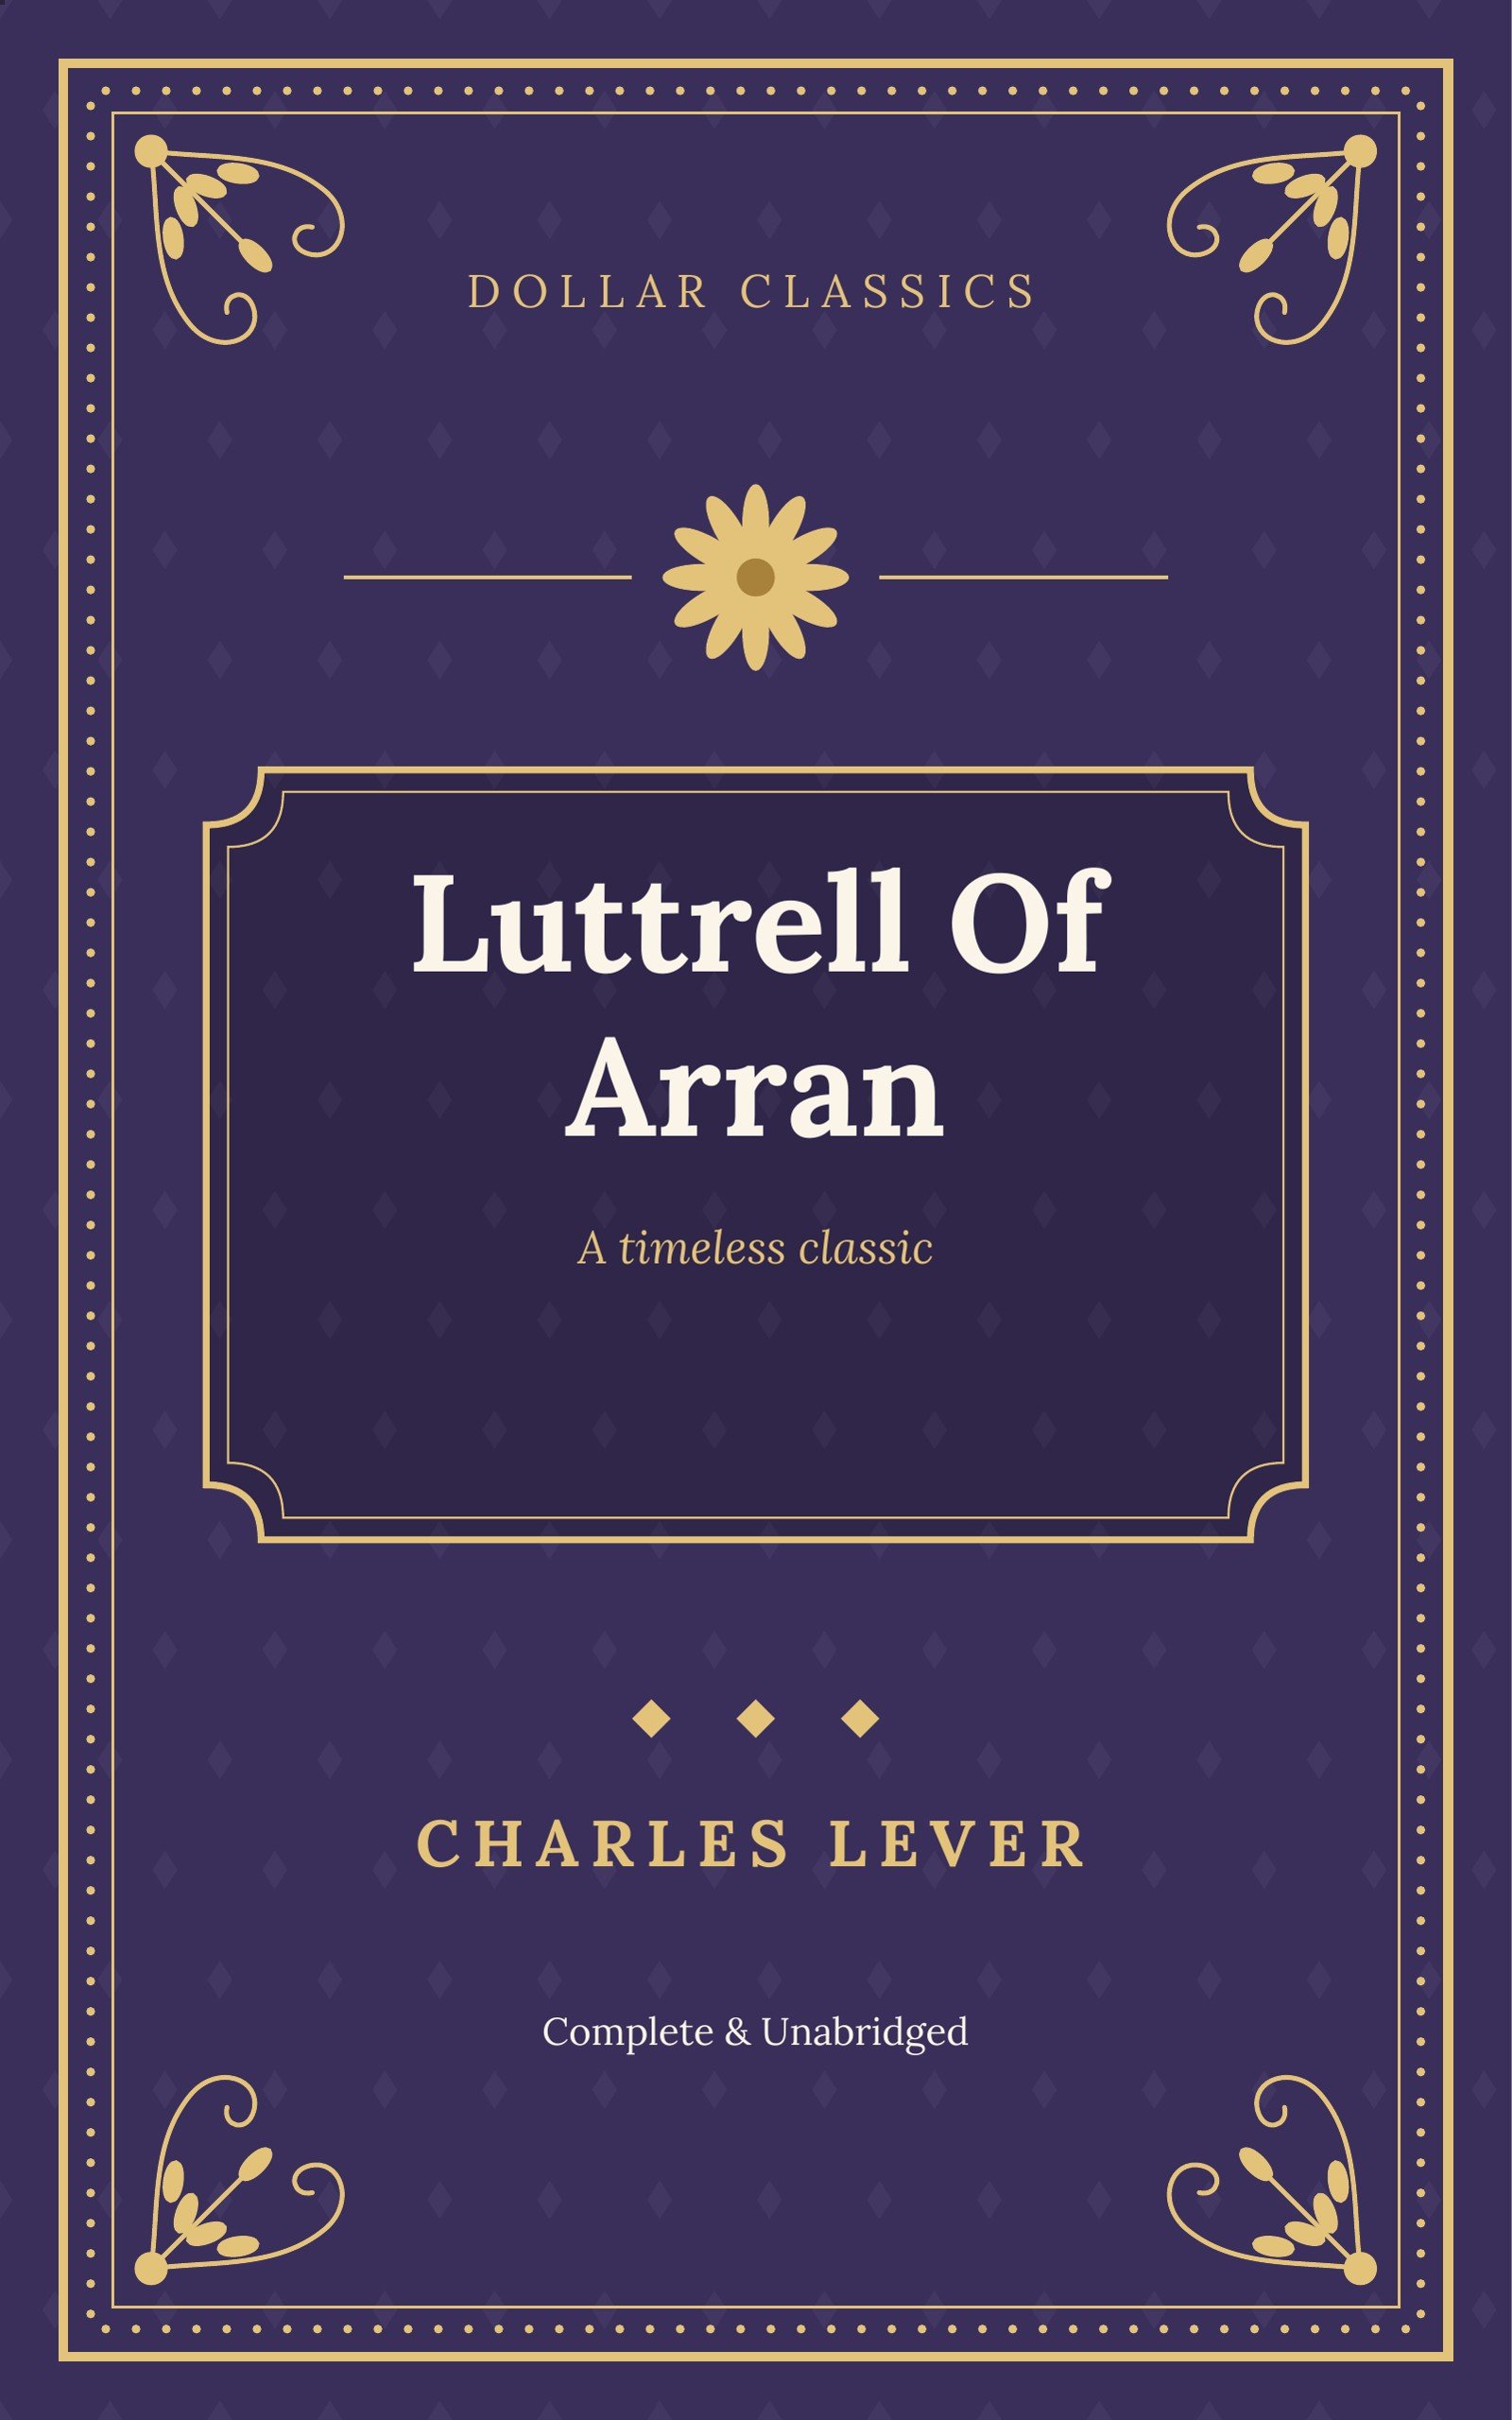 DOLLAR CLASSICS
Luttrell Of
Arran
A timeless classic
CHARLES LEVER
Complete & Unabridged